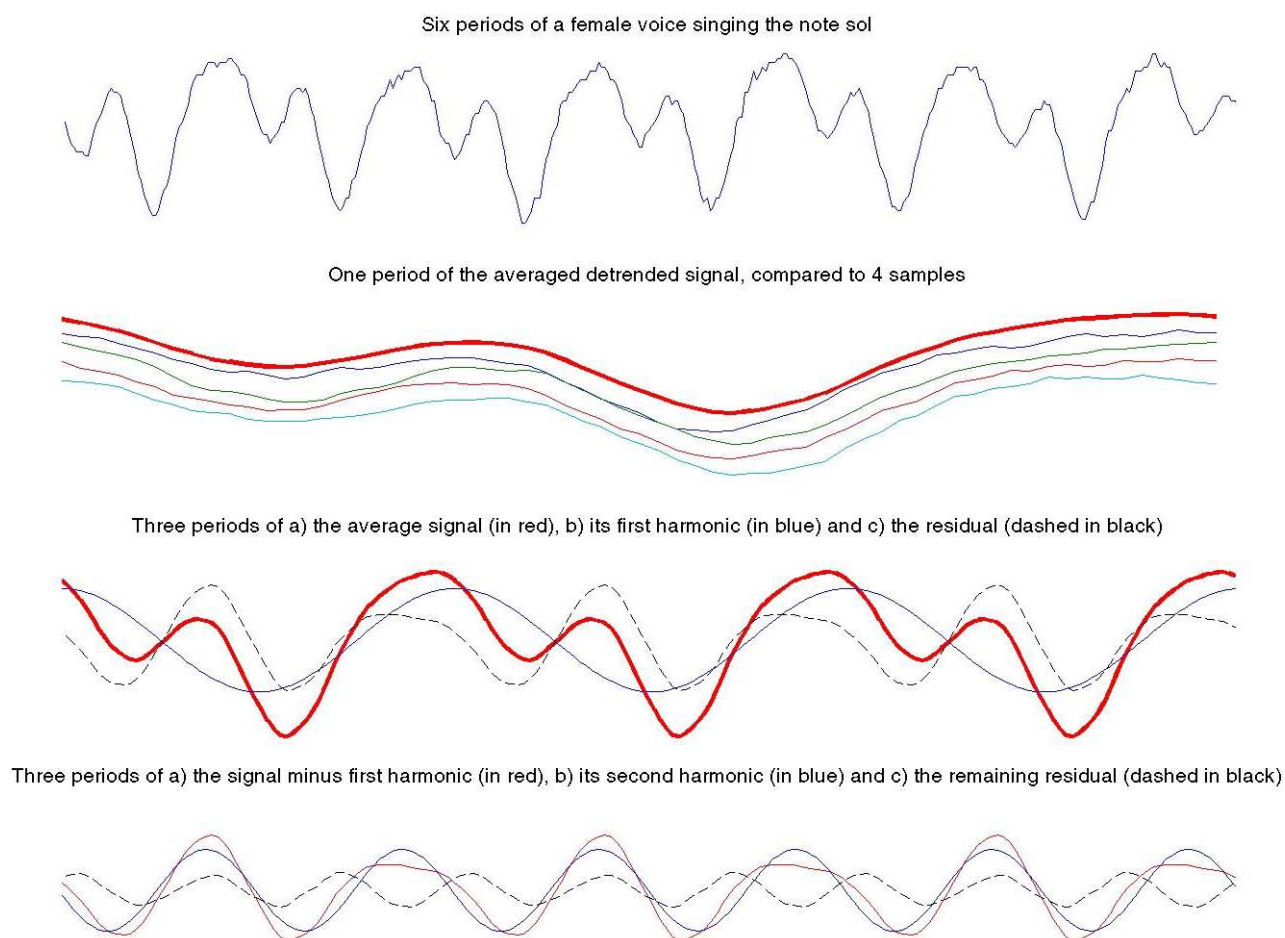 Six periods of a female voice singing the note sol
One period of the averaged detrended signal, compared to 4 samples
Three periods of a) the average signal (in red), b) its first harmonic (in blue) and c) the residual (dashed in black)
Three periods of a) the signal minus first harmonic (in red), b) its second harmonic (in blue) and c) the remaining residual (dashed in black)